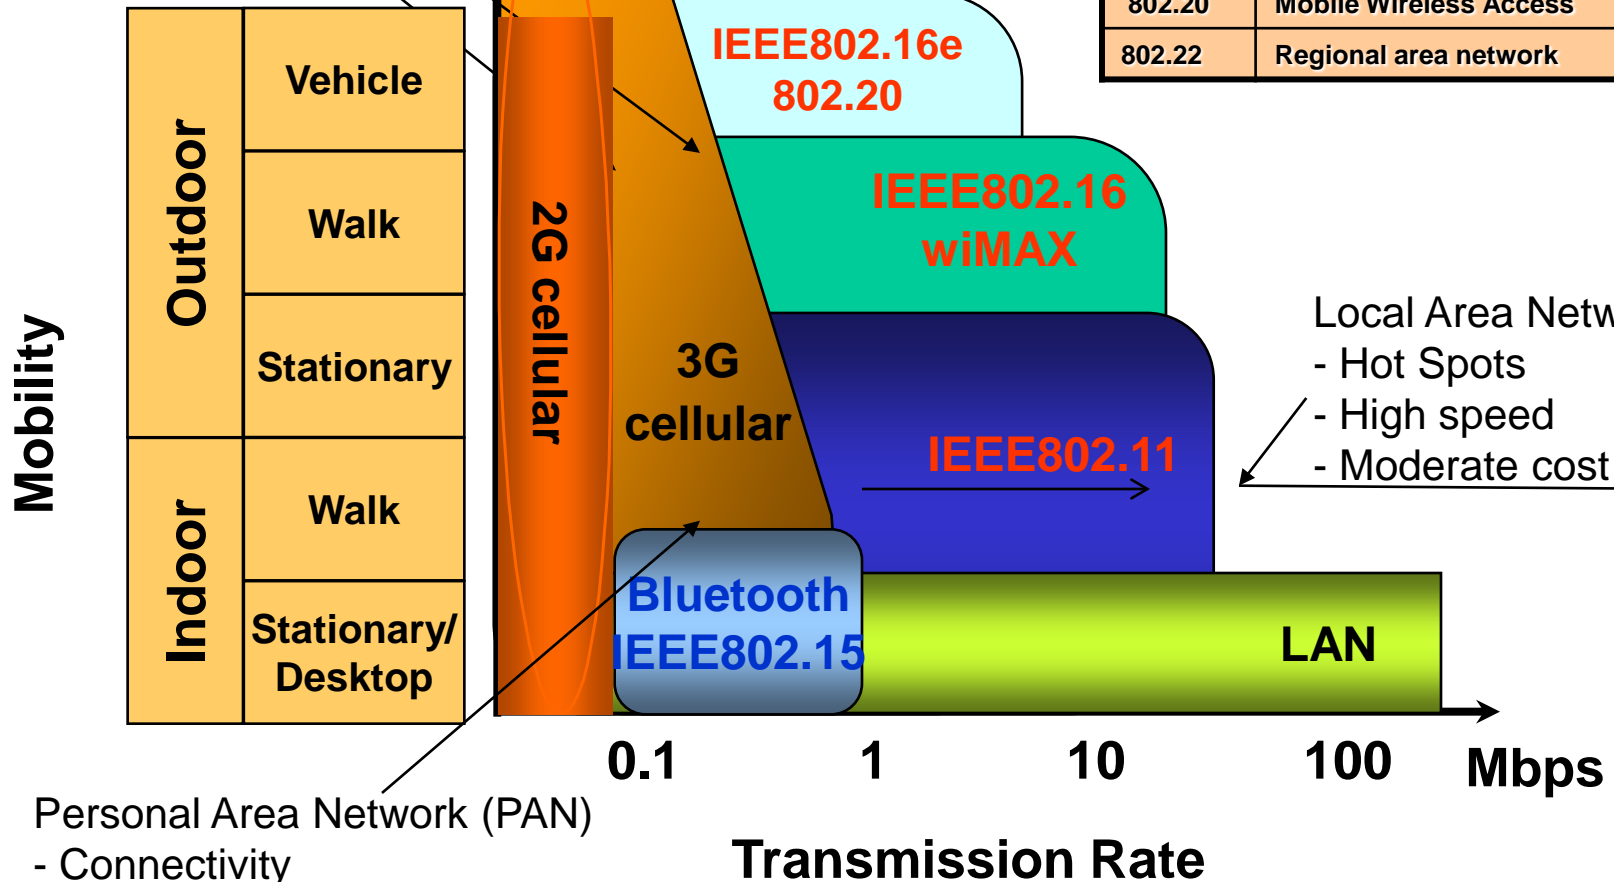 802.20 Mobile Wireless Access
802.22 Regional area network
IEEE802.16e
802.20
IEEE802.16
wiMAX
IEEE802.11
2G cellular
3G
cellular
Bluetooth
IEEE802.15
LAN
Mobility
Outdoor
Vehicle
Walk
Stationary
Indoor
Walk
Stationary/
Desktop
Local Area Netw
- Hot Spots
- High speed
- Moderate cost
0.1 1 10 100 Mbps
Personal Area Network (PAN)
- Connectivity
Transmission Rate